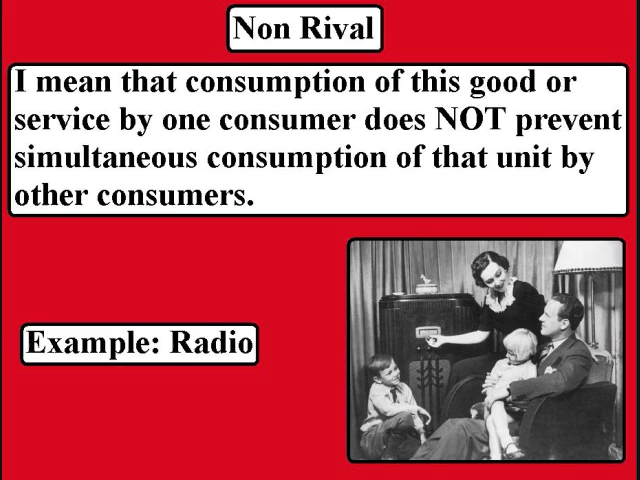 Non Rival
I mean that consumption of this good or
service by one consumer does NOT prevent
simultaneous consumption of that unit by
other consumers.
Example: Radio